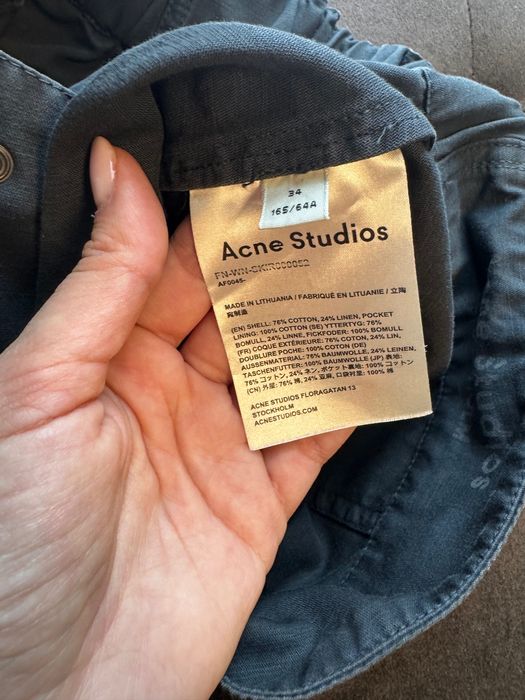 34
165/64A
Acne Studios
FN-WN-SKIR000052
AF0045-
MADE IN LITHUANIA / FABRIQUÉ EN LITUANIE / 立陶
宛制造
(EN) SHELL: 76% COTTON, 24% LINEN, POCKET
LINING: 100% COTTON (SE) YTTERTYG: 76%
BOMULL, 24% LINNE, FICKFODER: 100% BOMULL
(FR) COQUE EXTÉRIEURE: 76% COTON, 24% LIN,
DOUBLURE POCHE: 100% COTON (DE)
AUSSENMATERIAL: 76% BAUMWOLLE, 24% LEINEN,
TASCHENFUTTER: 100% BAUMWOLLE (JP) 表地:
76% コットン, 24% ネン, ポケット裏地: 100% コットン
(CN) 外层: 76% 棉, 24% 亚麻, 口袋衬里: 100% 棉
ACNE STUDIOS FLORAGATAN 13
STOCKHOLM
ACNESTUDIOS.COM